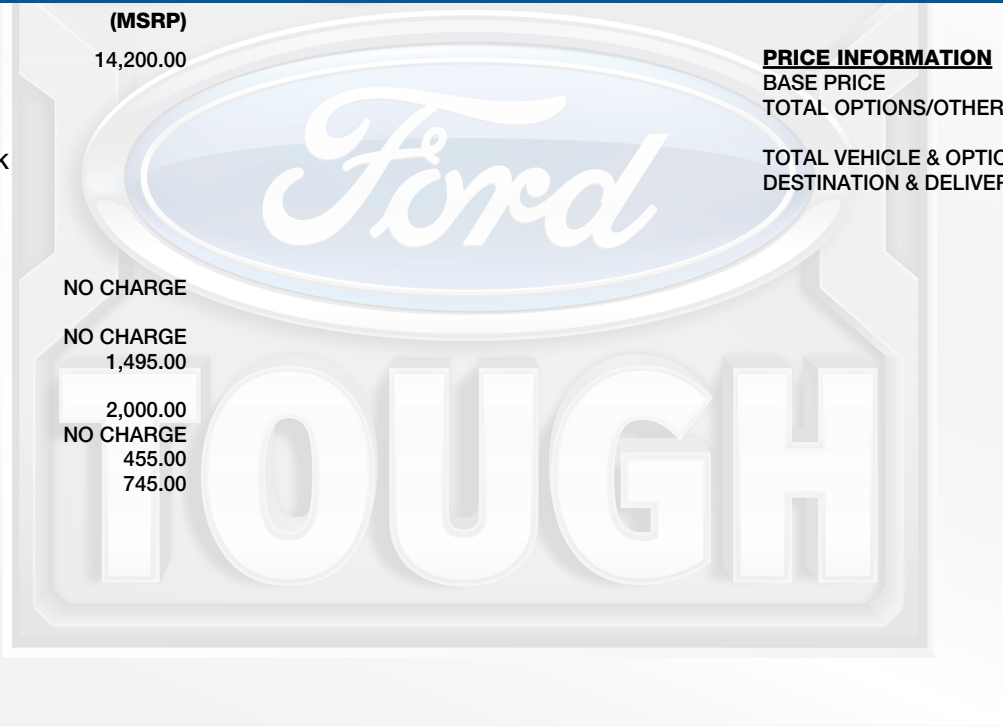 (MSRP)
14,200.00
K
NO CHARGE
NO CHARGE
1,495.00
2,000.00
NO CHARGE
455.00
745.00
PRICE INFORMATION
BASE PRICE
TOTAL OPTIONS/OTHER
TOTAL VEHICLE & OPTIO
DESTINATION & DELIVER
Ford
TOUGH